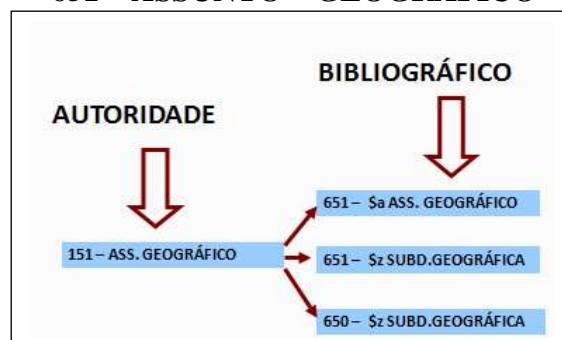 BIBLIOGRÁFICO
AUTORIDADE
651 – $a ASS. GEOGRÁFICO
151 – ASS. GEOGRÁFICO
651 – $z SUBD.GEOGRÁFICA
650 – $z SUBD.GEOGRÁFICA